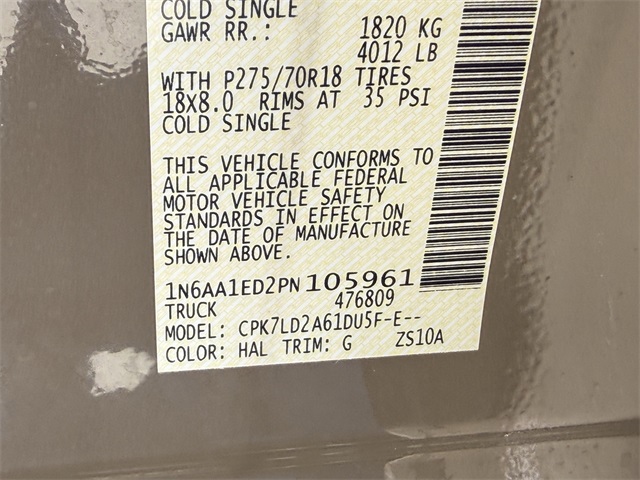 COLD SINGLE
GAWR RR.: 1820 KG
4012 LB
WITH P275/70R18 TIRES
18x8.0 RIMS AT 35 PSI
COLD SINGLE
THIS VEHICLE CONFORMS TO
ALL APPLICABLE FEDERAL
MOTOR VEHICLE SAFETY
STANDARDS IN EFFECT ON
THE DATE OF MANUFACTURE
SHOWN ABOVE.
1N6AA1ED2PN105961
TRUCK 476809
MODEL: CPK7LD2A61DU5F-E--
COLOR: HAL TRIM: G ZS10A